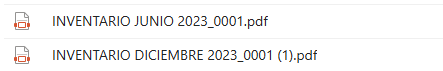 INVENTARIO JUNIO 2023_0001.pdf
INVENTARIO DICIEMBRE 2023_0001 (1).pdf